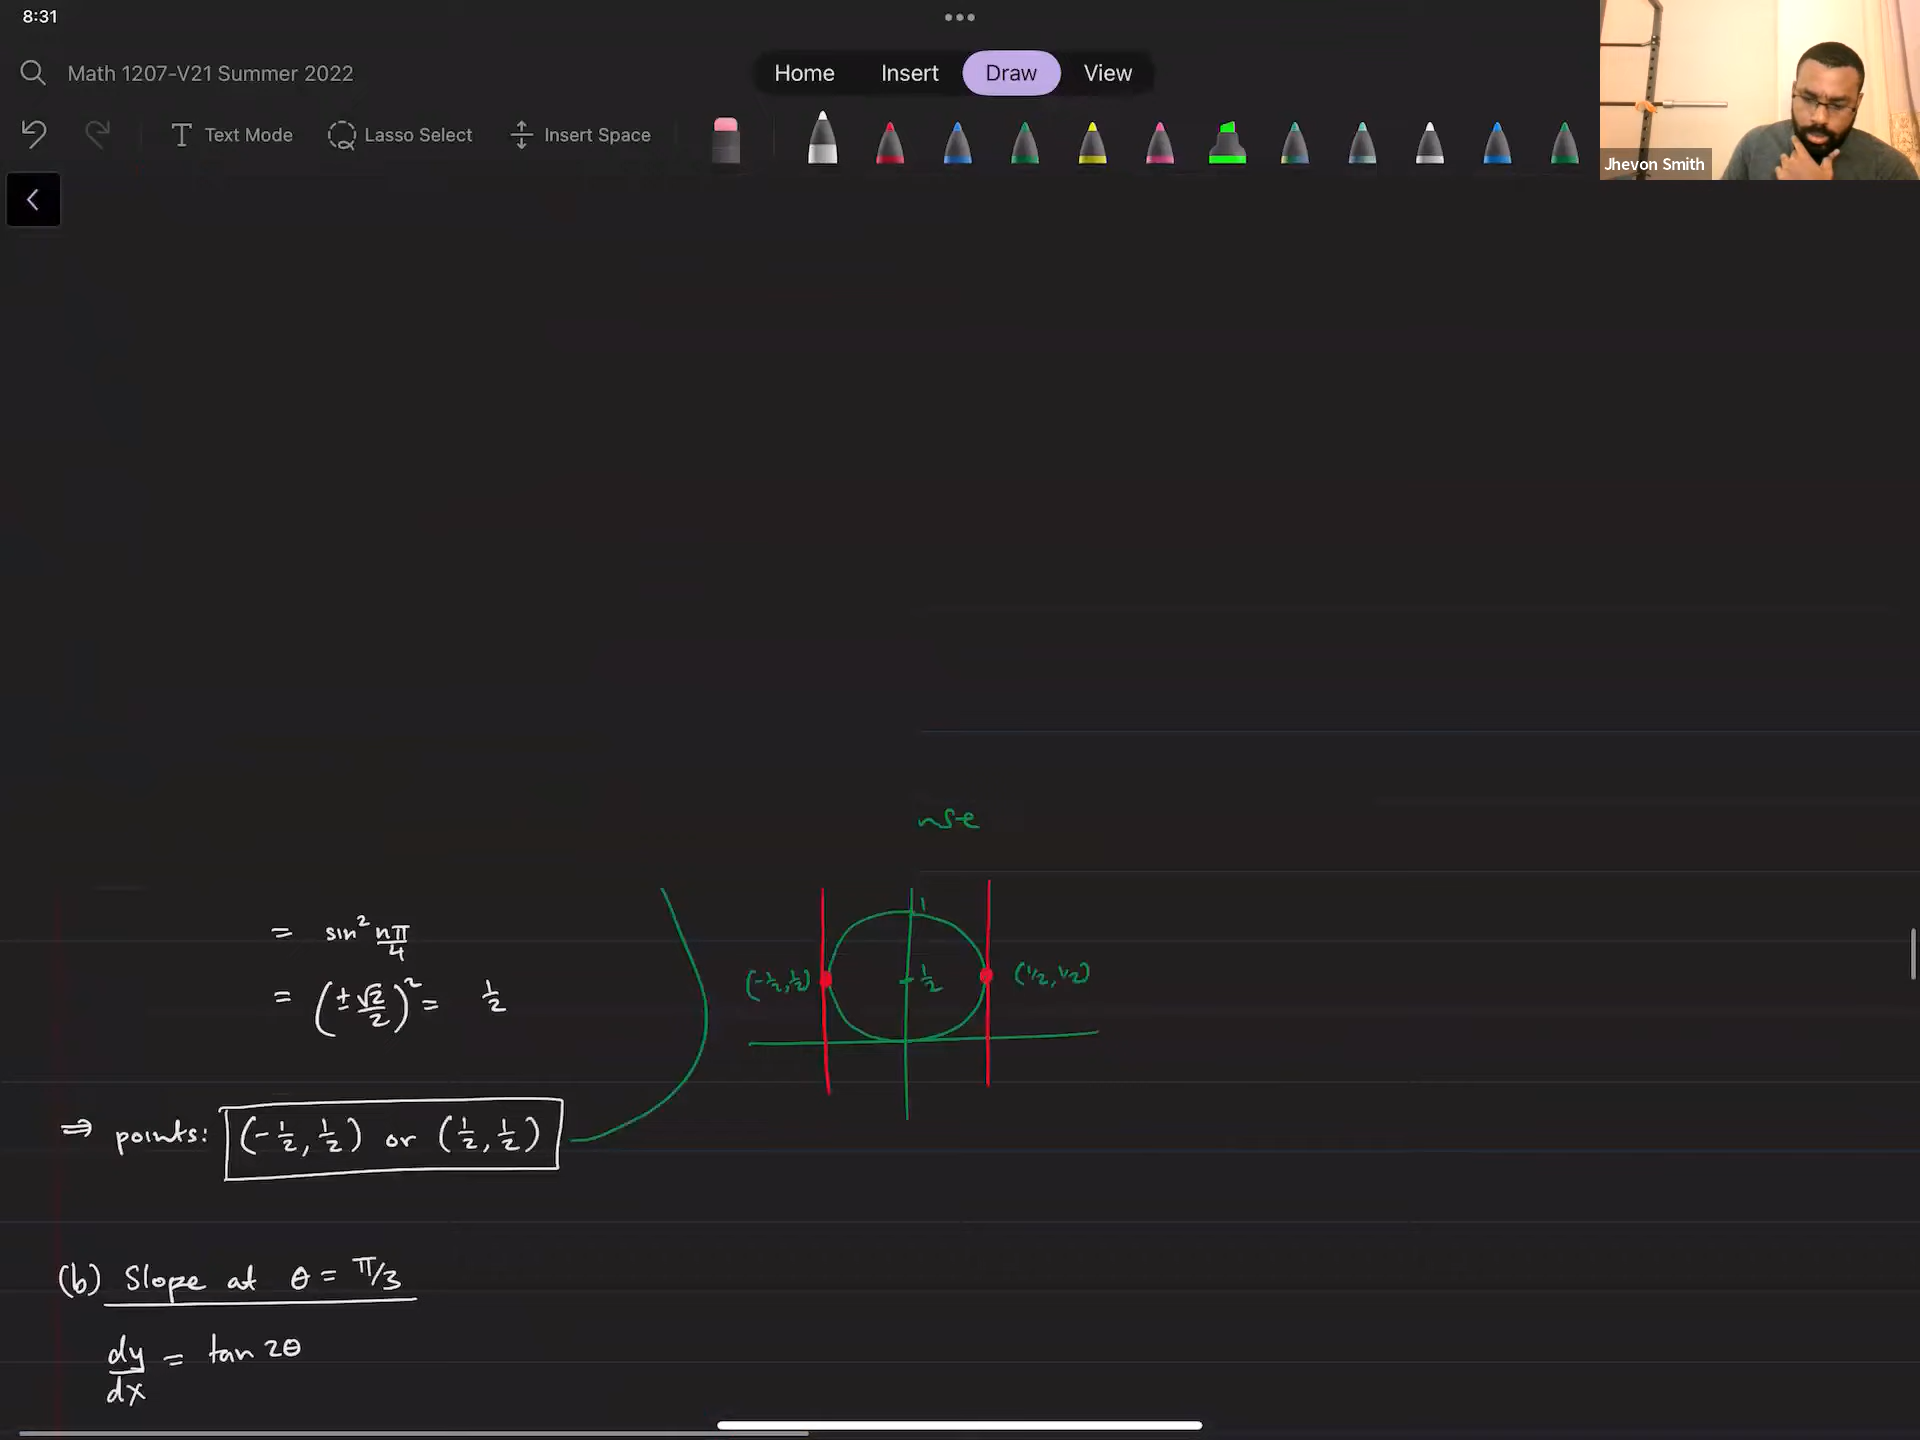 8:31
Math 1207-V21 Summer 2022
Home Insert Draw View
Text Mode Lasso Select Insert Space
Jhevon Smith
nse
= sin² nπ/4
= (±√2/2)² = 1/2
1
(-½, ½) ½ (1/2, 1/2)
⇒ points: (-½, ½) or (½, ½)
(b) Slope at θ = π/3
dy/dx = tan 2θ